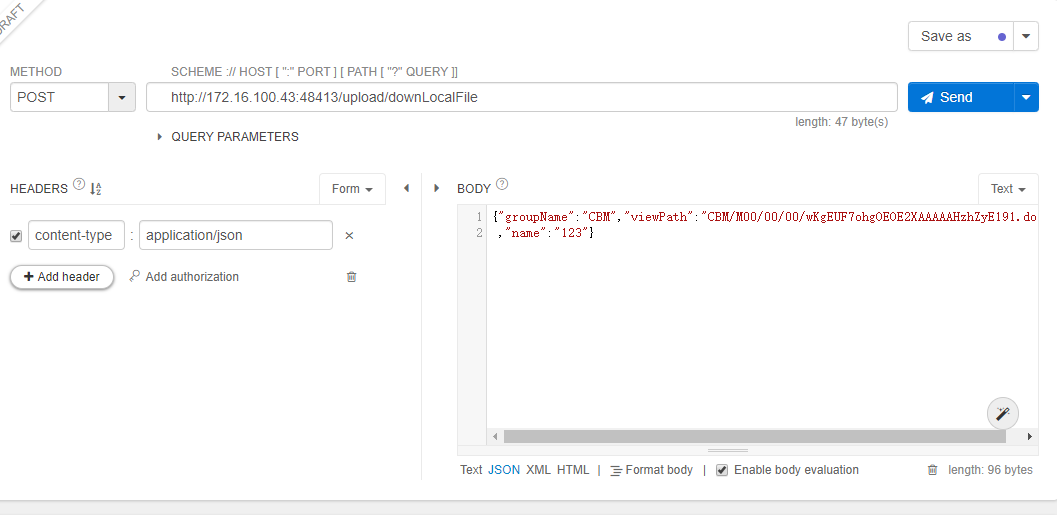 DRAFT
Save as
METHOD
SCHEME :// HOST [ ":" PORT ] [ PATH [ "?" QUERY ]]
POST
http://172.16.100.43:48413/upload/downLocalFile
Send
length: 47 byte(s)
QUERY PARAMETERS
HEADERS ? A Z
Form
BODY ?
Text
content-type : application/json ×
+ Add header
Add authorization
1 {"groupName":"CBM","viewPath":"CBM/M00/00/00/wKgEUF7ohgOEOE2XAAAAAHzhZyE191.do
2 ,"name":"123"}
Text JSON XML HTML | Format body | Enable body evaluation
length: 96 bytes